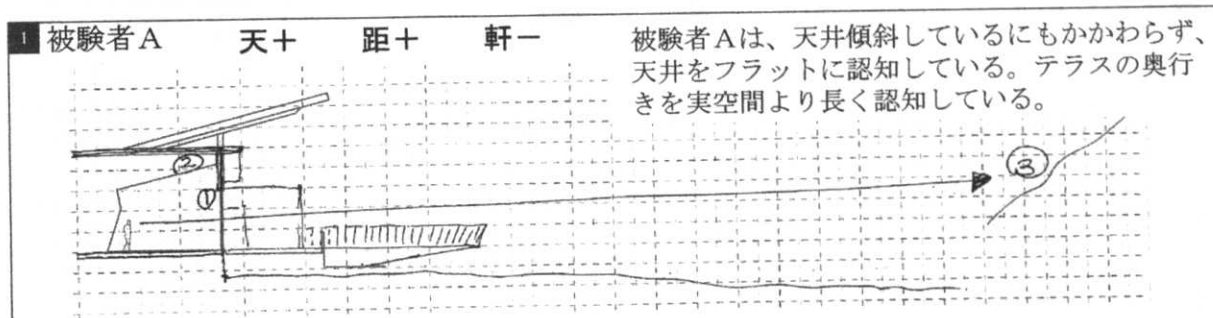 1 被験者A 天+ 距+ 軒−
被験者Aは、天井傾斜しているにもかかわらず、
天井をフラットに認知している。テラスの奥行
きを実空間より長く認知している。
②
③
①